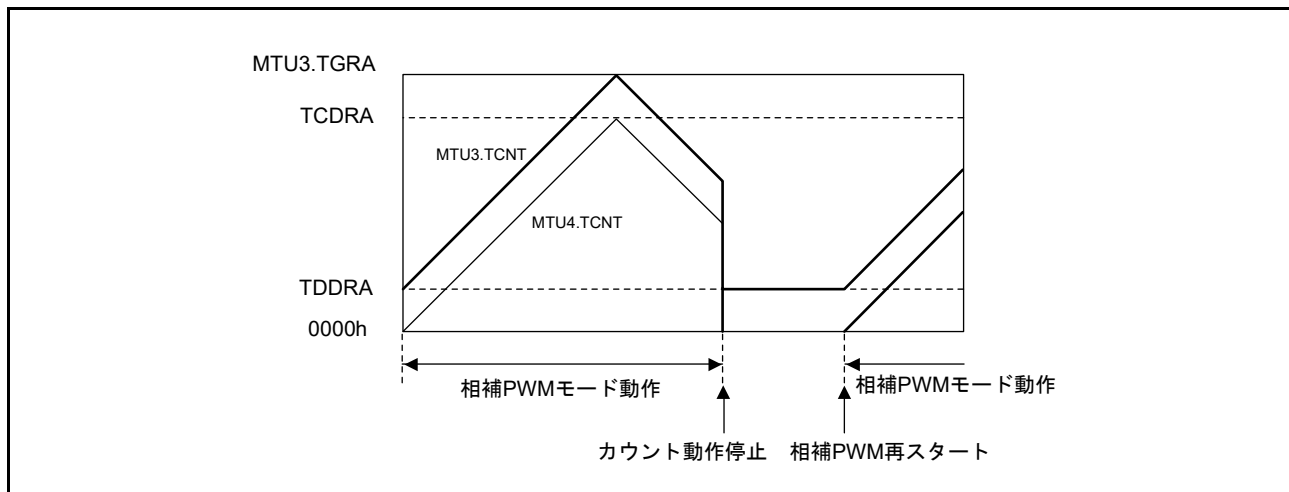 MTU3.TGRA
TCDRA
MTU3.TCNT
MTU4.TCNT
TDDRA
0000h
相補PWMモード動作
相補PWMモード動作
カウント動作停止
相補PWM再スタート